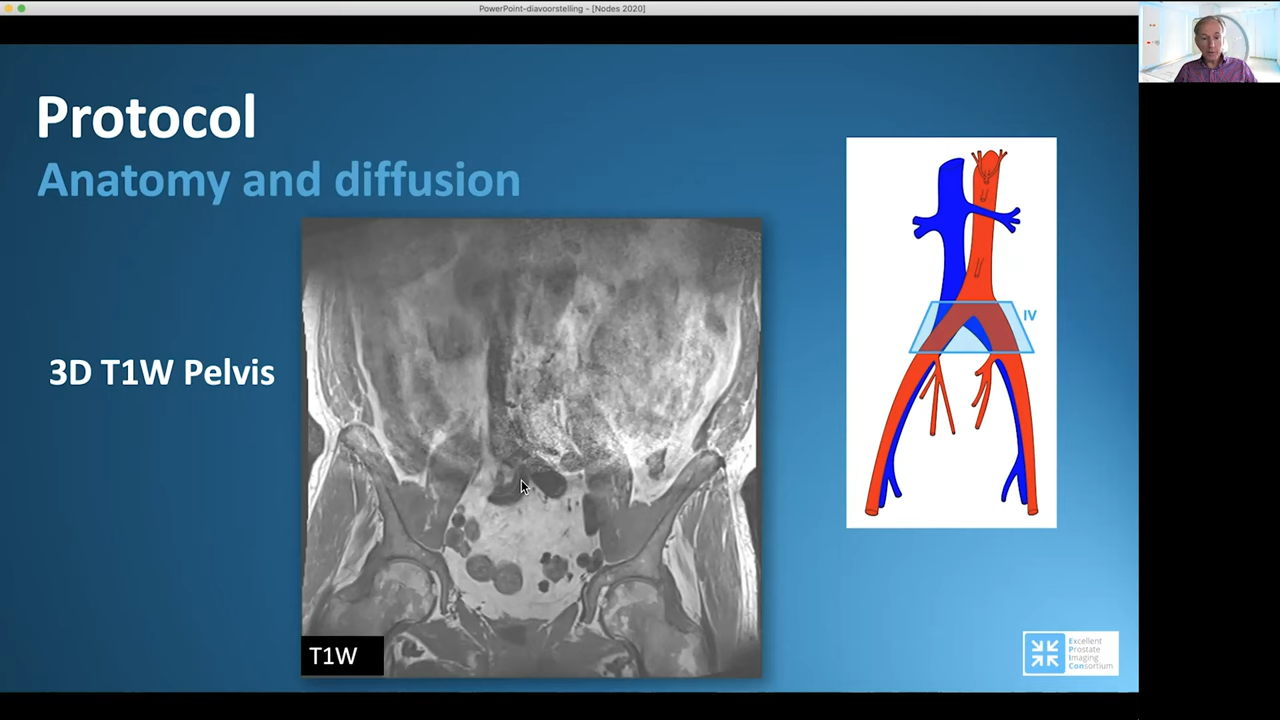 PowerPoint-diavoorstelling - [Nodes 2020]
Protocol
Anatomy and diffusion
IV
3D T1W Pelvis
T1W
Excellent
Prostate
Imaging
Consortium